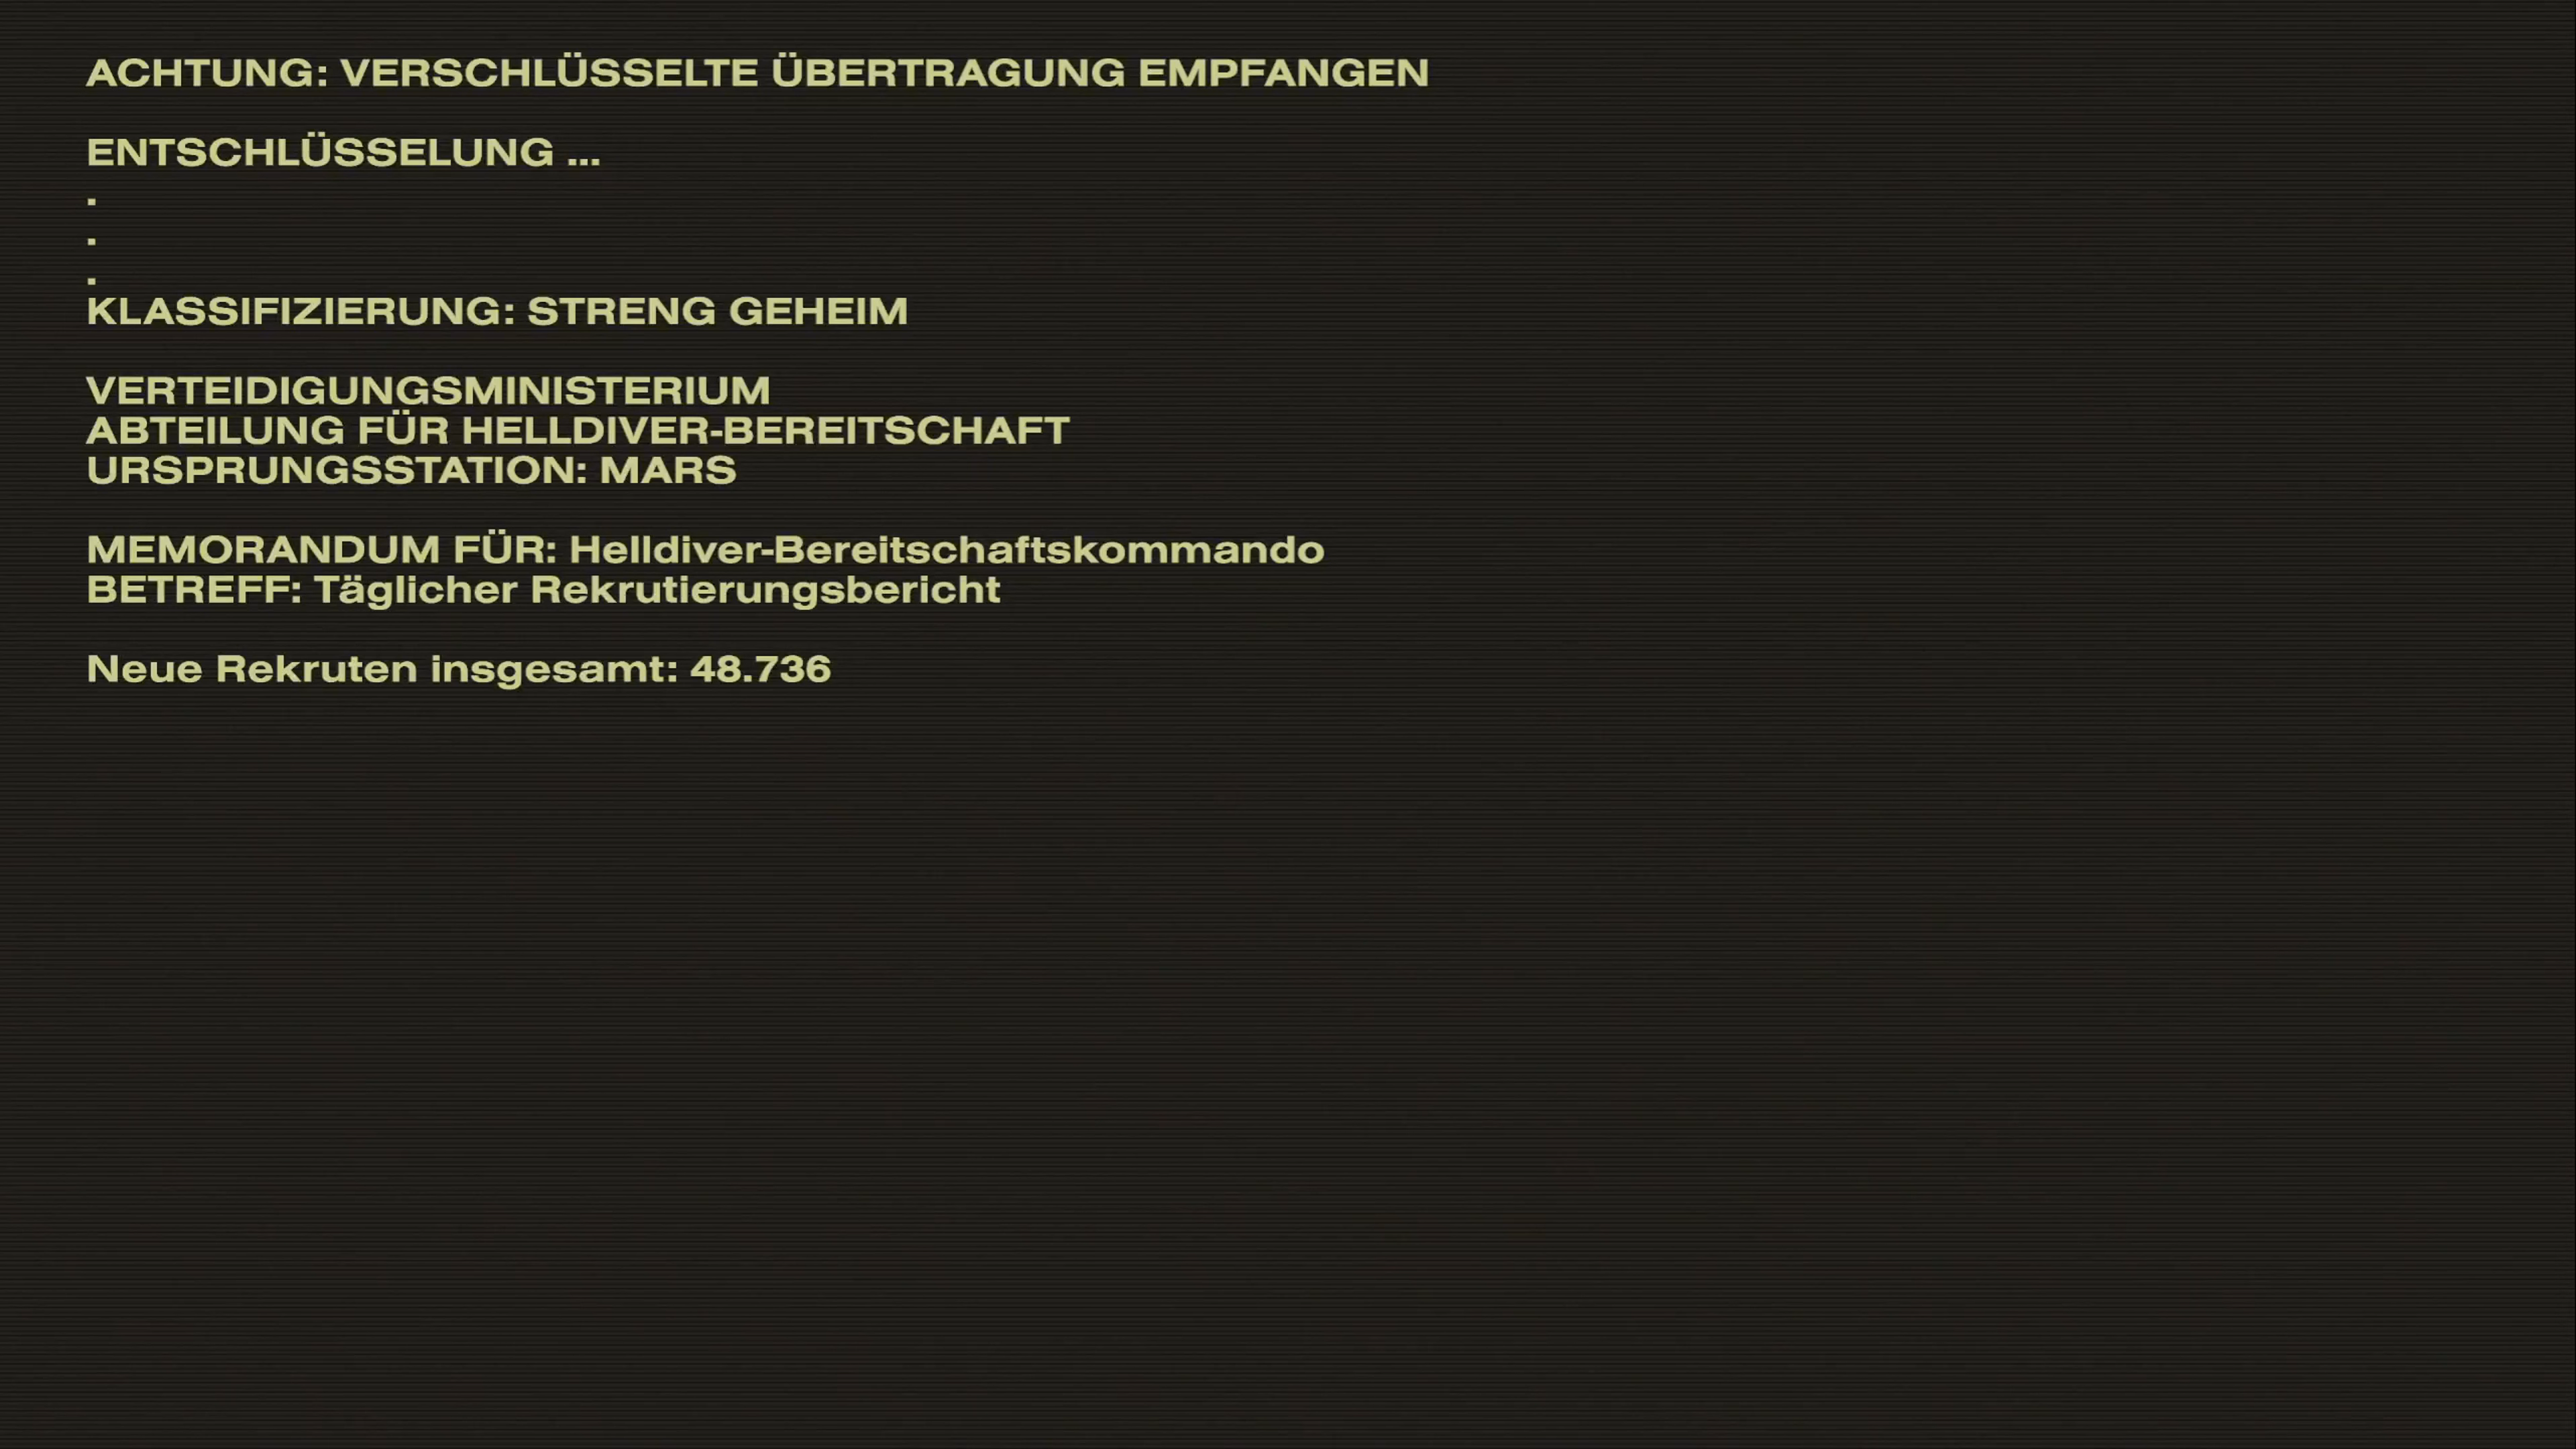 ACHTUNG: VERSCHLÜSSELTE ÜBERTRAGUNG EMPFANGEN
ENTSCHLÜSSELUNG ...
.
.
.
KLASSIFIZIERUNG: STRENG GEHEIM
VERTEIDIGUNGSMINISTERIUM
ABTEILUNG FÜR HELLDIVER-BEREITSCHAFT
URSPRUNGSSTATION: MARS
MEMORANDUM FÜR: Helldiver-Bereitschaftskommando
BETREFF: Täglicher Rekrutierungsbericht
Neue Rekruten insgesamt: 48.736